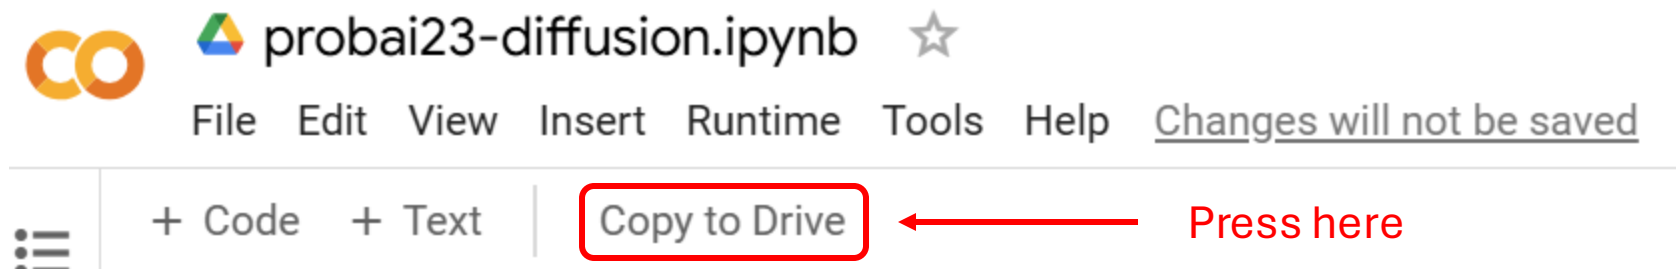 probai23-diffusion.ipynb
File Edit View Insert Runtime Tools Help Changes will not be saved
+ Code + Text Copy to Drive Press here